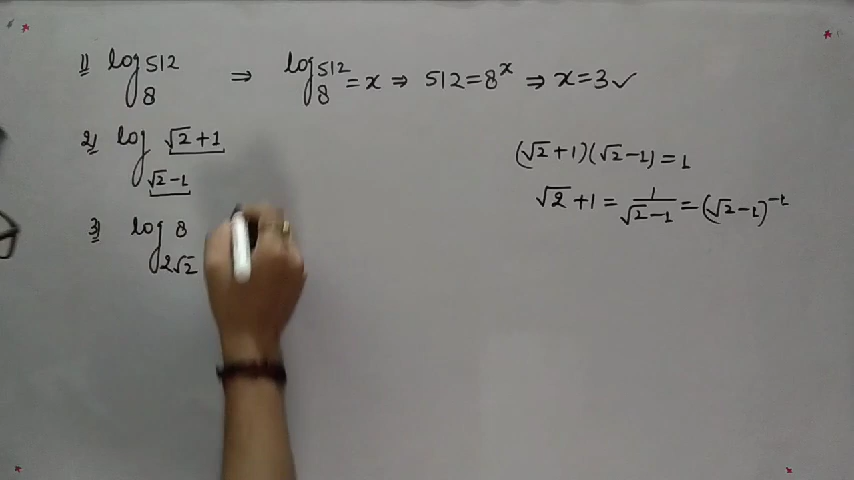 1) log₈ 512 ⇒ log₈ 512 = x ⇒ 512 = 8ˣ ⇒ x = 3 ✓
2) log_{√2-1} √2+1
(√2+1)(√2-1) = 1
√2+1 = 1/(√2-1) = (√2-1)⁻¹
3) log_{2√2} 8